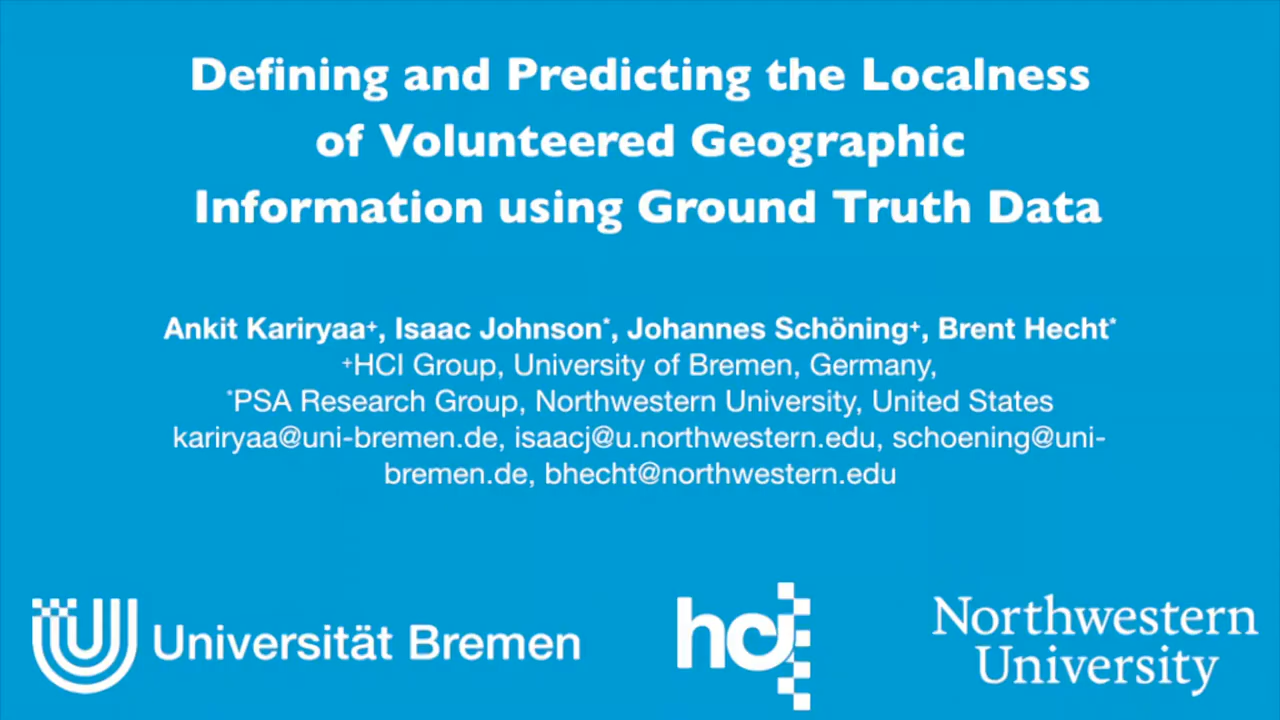 Defining and Predicting the Localness
of Volunteered Geographic
Information using Ground Truth Data
Ankit Kariryaa+, Isaac Johnson*, Johannes Schöning+, Brent Hecht*
+HCI Group, University of Bremen, Germany,
*PSA Research Group, Northwestern University, United States
kariryaa@uni-bremen.de, isaacj@u.northwestern.edu, schoening@uni-
bremen.de, bhecht@northwestern.edu
Universität Bremen
hci
Northwestern
University